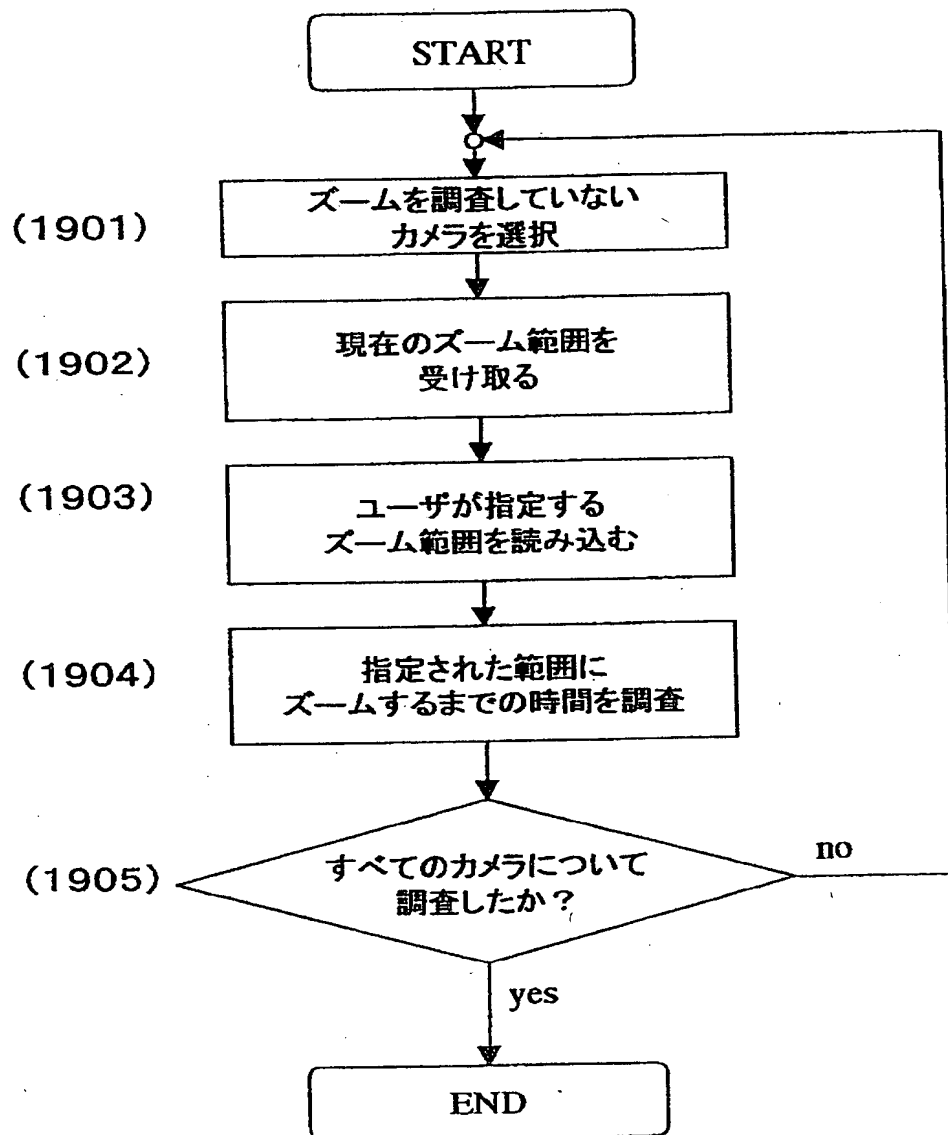 START
(1901)
ズームを調査していない
カメラを選択
(1902)
現在のズーム範囲を
受け取る
(1903)
ユーザが指定する
ズーム範囲を読み込む
(1904)
指定された範囲に
ズームするまでの時間を調査
(1905)
すべてのカメラについて
調査したか？
no
yes
END